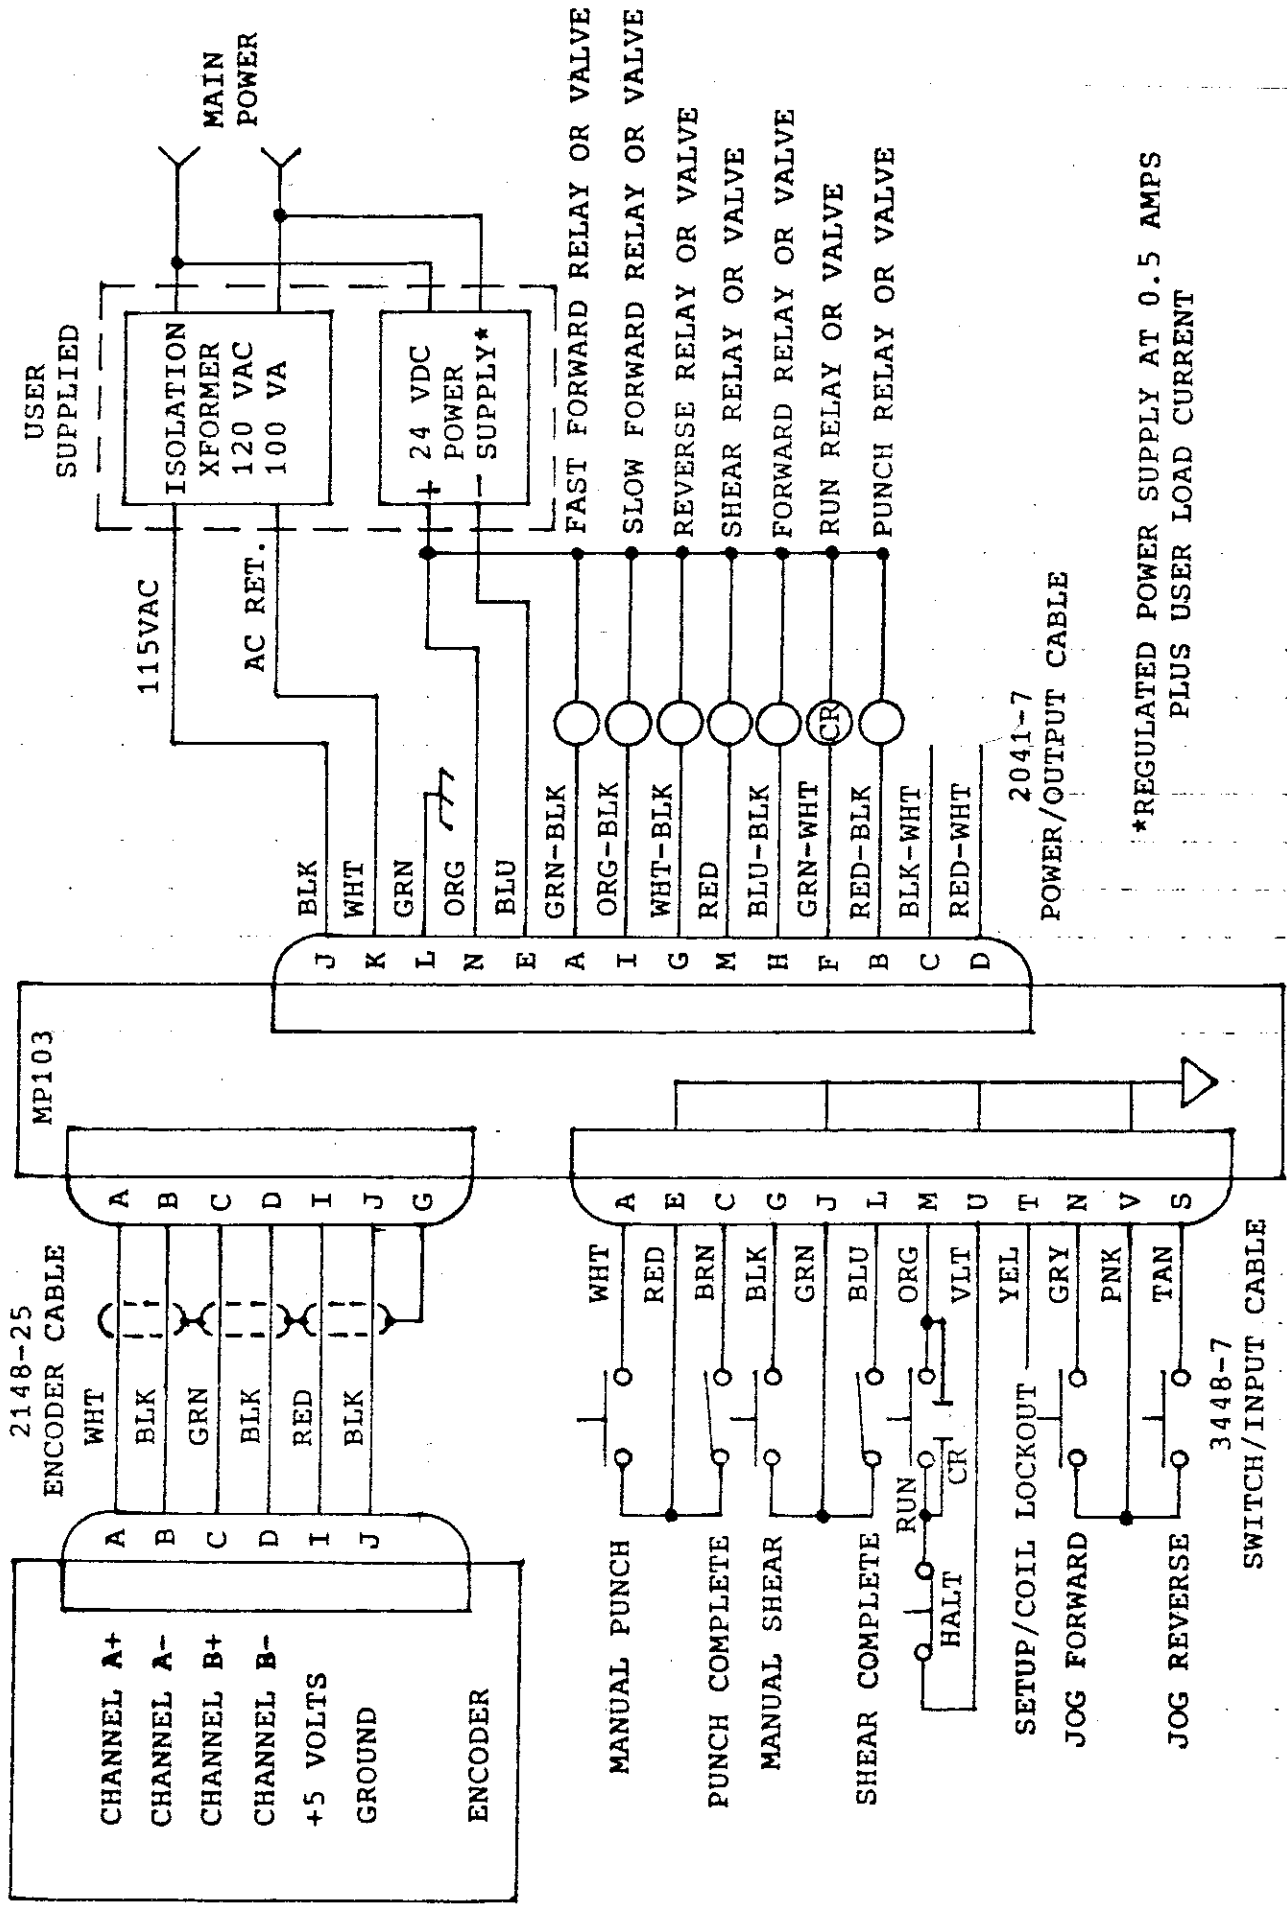 2148-25
ENCODER CABLE
MP103
USER
SUPPLIED
MAIN
POWER
ISOLATION
XFORMER
120 VAC
100 VA
115VAC
AC RET.
+ 24 VDC
POWER
- SUPPLY*
CHANNEL A+
CHANNEL A-
CHANNEL B+
CHANNEL B-
+5 VOLTS
GROUND
ENCODER
A
B
C
D
I
J
WHT
BLK
GRN
BLK
RED
BLK
A
B
C
D
I
J
G
J BLK
K WHT
L GRN
N ORG
E BLU
A GRN-BLK FAST FORWARD RELAY OR VALVE
I ORG-BLK SLOW FORWARD RELAY OR VALVE
G WHT-BLK REVERSE RELAY OR VALVE
M RED SHEAR RELAY OR VALVE
H BLU-BLK FORWARD RELAY OR VALVE
F GRN-WHT CR RUN RELAY OR VALVE
B RED-BLK PUNCH RELAY OR VALVE
C BLK-WHT
D RED-WHT
2041-7
POWER/OUTPUT CABLE
MANUAL PUNCH WHT A
RED E
PUNCH COMPLETE BRN C
MANUAL SHEAR BLK G
GRN J
SHEAR COMPLETE BLU L
RUN ORG M
HALT CR
VLT U
SETUP/COIL LOCKOUT YEL T
JOG FORWARD GRY N
PNK V
JOG REVERSE TAN S
3448-7
SWITCH/INPUT CABLE
*REGULATED POWER SUPPLY AT 0.5 AMPS
PLUS USER LOAD CURRENT